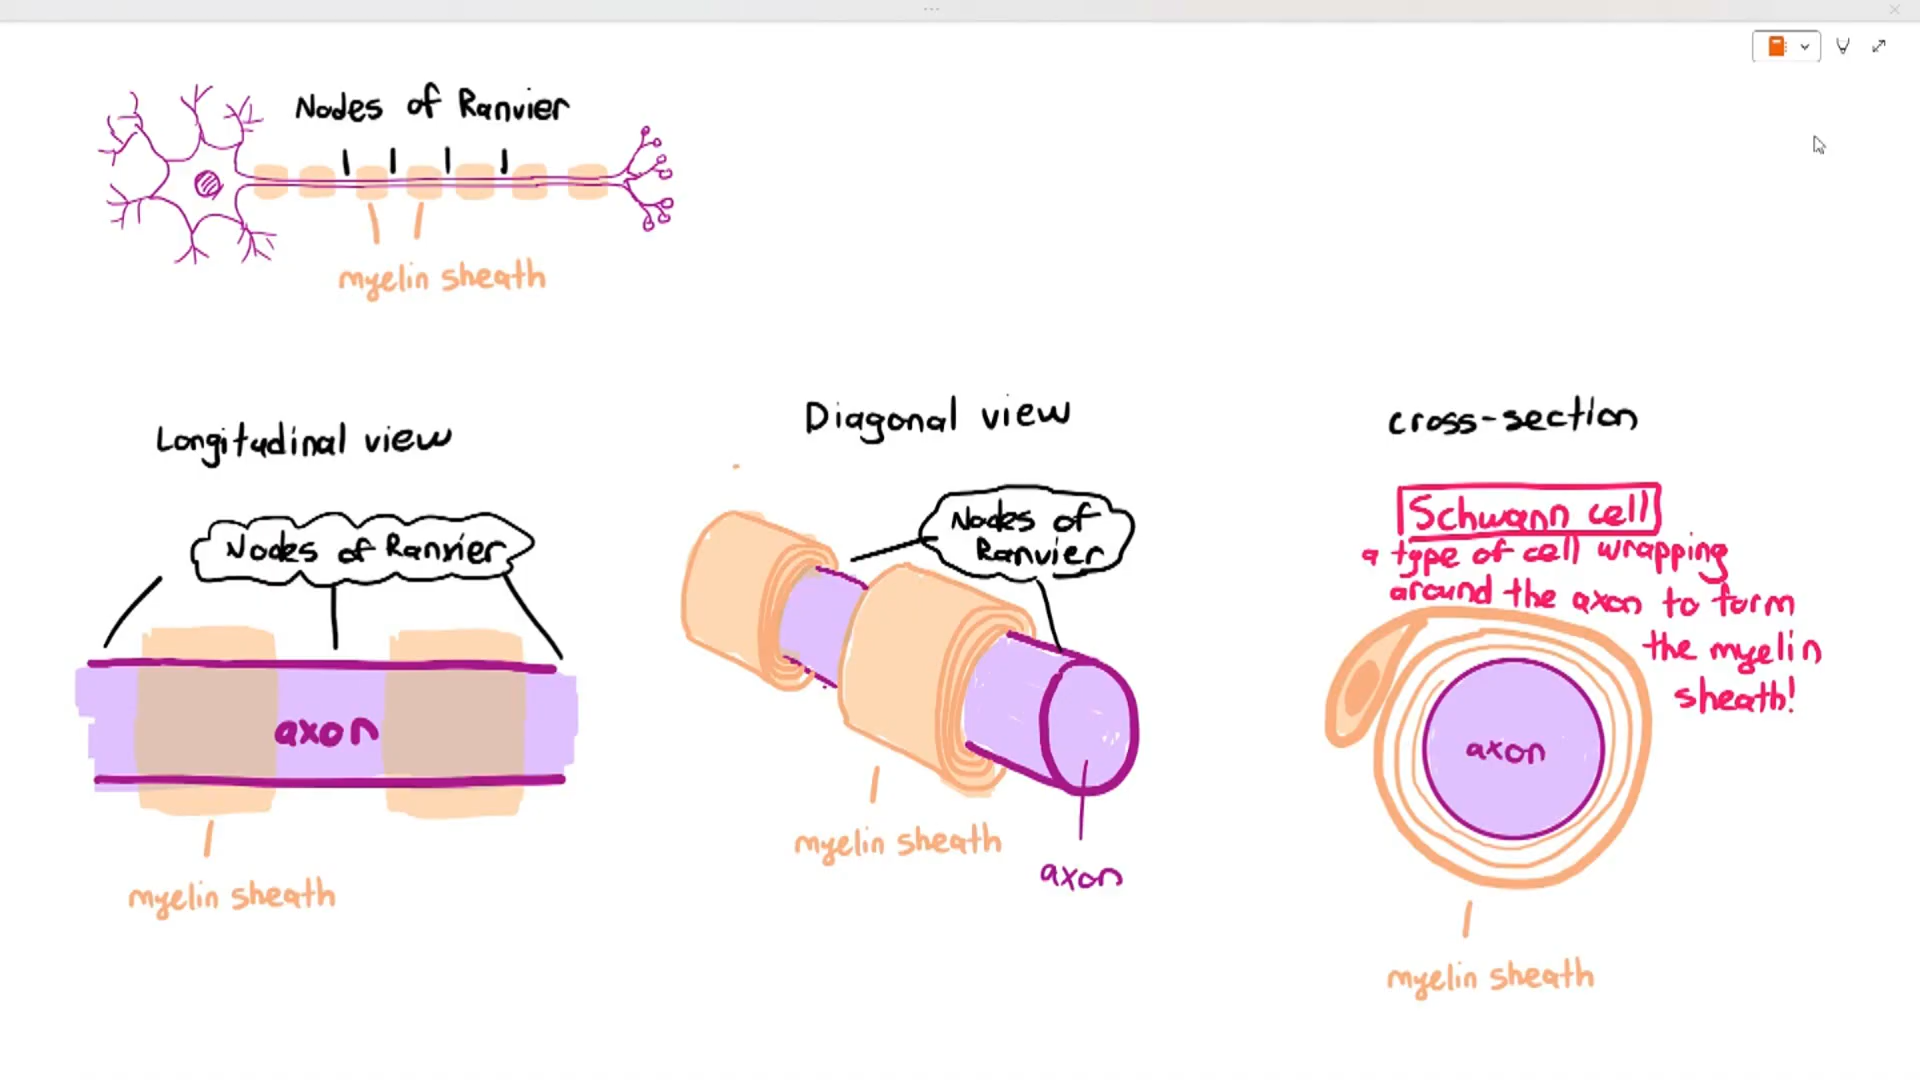 Nodes of Ranvier
myelin sheath
Longitudinal view
Nodes of Ranvier
axon
myelin sheath
Diagonal view
Nodes of
Ranvier
myelin sheath
axon
cross-section
Schwann cell
a type of cell wrapping
around the axon to form
the myelin
sheath!
axon
myelin sheath